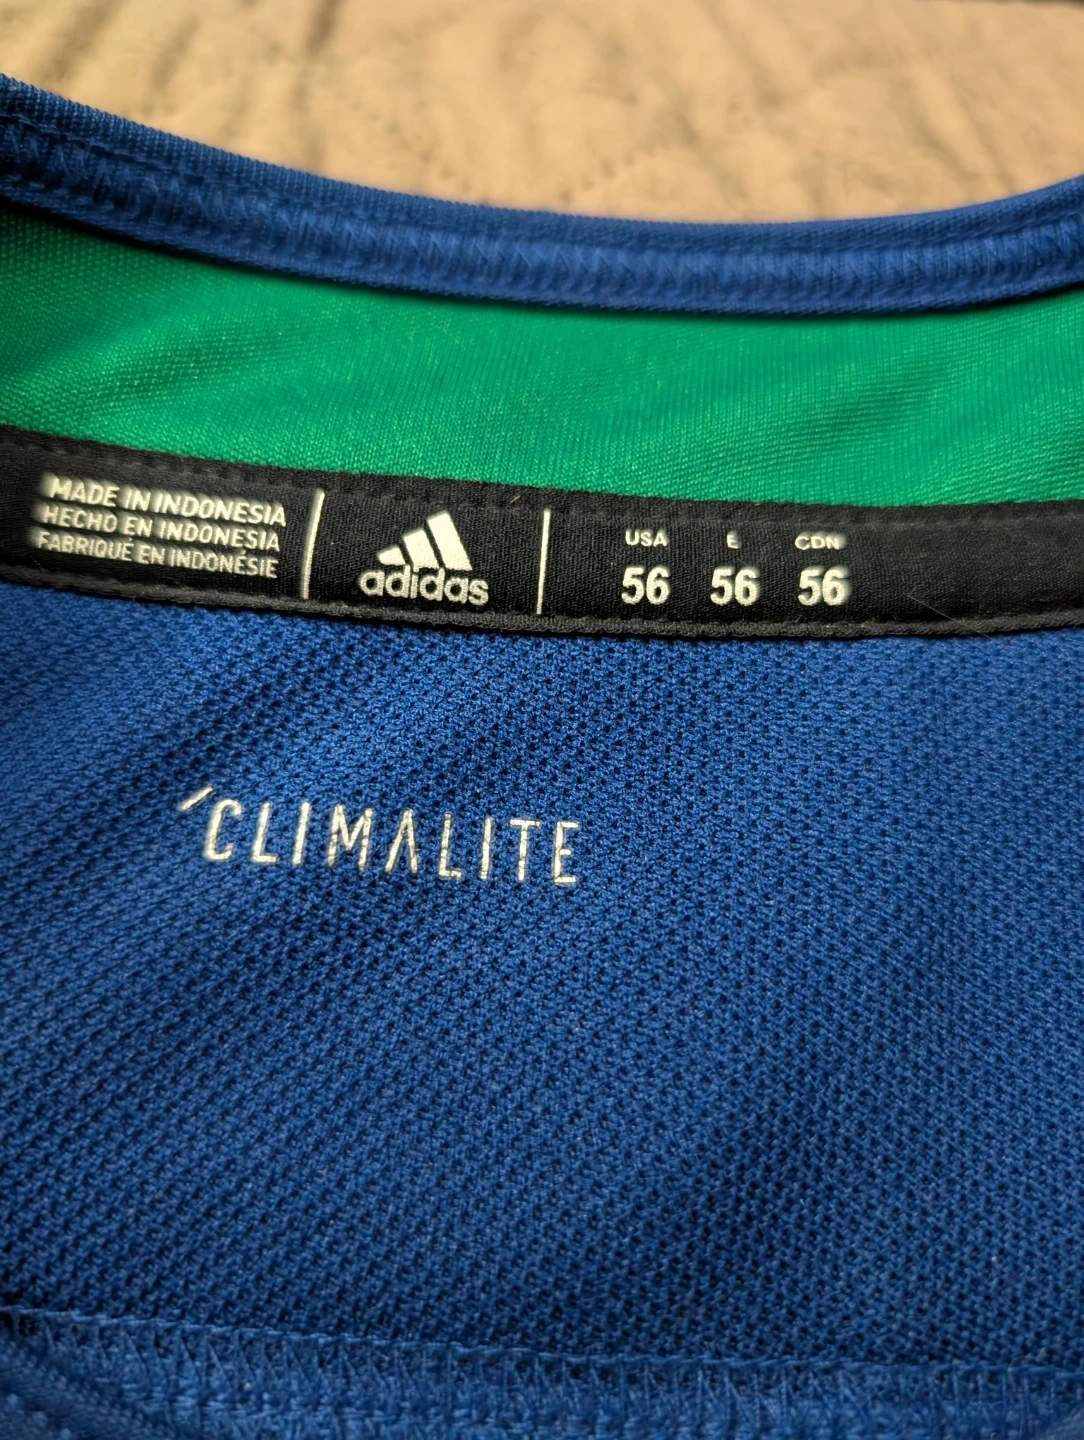 MADE IN INDONESIA
HECHO EN INDONESIA
FABRIQUÉ EN INDONÉSIE
adidas
USA E CDN
56 56 56
CLIMALITE